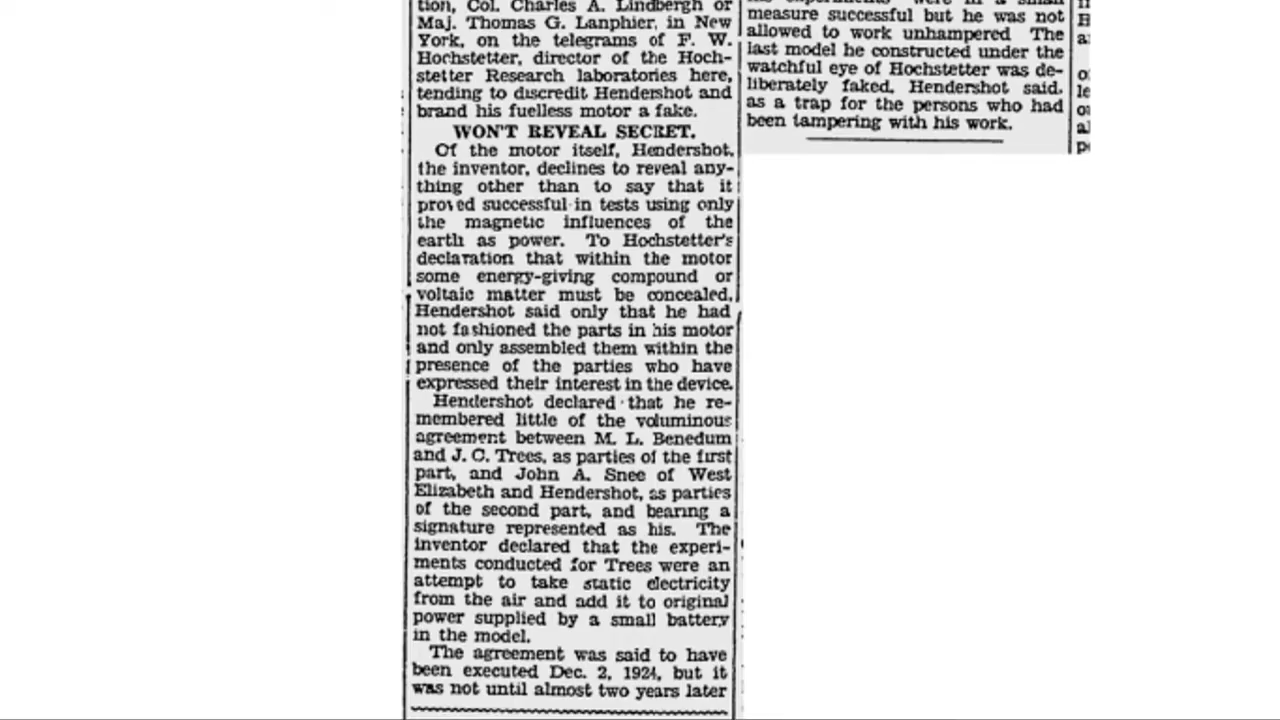 tion, Col. Charles A. Lindbergh or
Maj. Thomas G. Lanphier, in New
York, on the telegrams of F. W.
Hochstetter, director of the Hoch-
stetter Research laboratories here,
tending to discredit Hendershot and
brand his fuelless motor a fake.
WON'T REVEAL SECRET.
Of the motor itself, Hendershot,
the inventor, declines to reveal any-
thing other than to say that it
proved successful in tests using only
the magnetic influences of the
earth as power. To Hochstetter's
declaration that within the motor
some energy-giving compound or
voltaic matter must be concealed,
Hendershot said only that he had
not fashioned the parts in his motor
and only assembled them within the
presence of the parties who have
expressed their interest in the device.
Hendershot declared that he re-
membered little of the voluminous
agreement between M. L. Benedum
and J. C. Trees, as parties of the first
part, and John A. Snee of West
Elizabeth and Hendershot, as parties
of the second part, and bearing a
signature represented as his. The
inventor declared that the experi-
ments conducted for Trees were an
attempt to take static electricity
from the air and add it to original
power supplied by a small battery
in the model.
The agreement was said to have
been executed Dec. 2, 1924, but it
was not until almost two years later
his experiments were in a small
measure successful but he was not
allowed to work unhampered The
last model he constructed under the
watchful eye of Hochstetter was de-
liberately faked, Hendershot said,
as a trap for the persons who had
been tampering with his work.